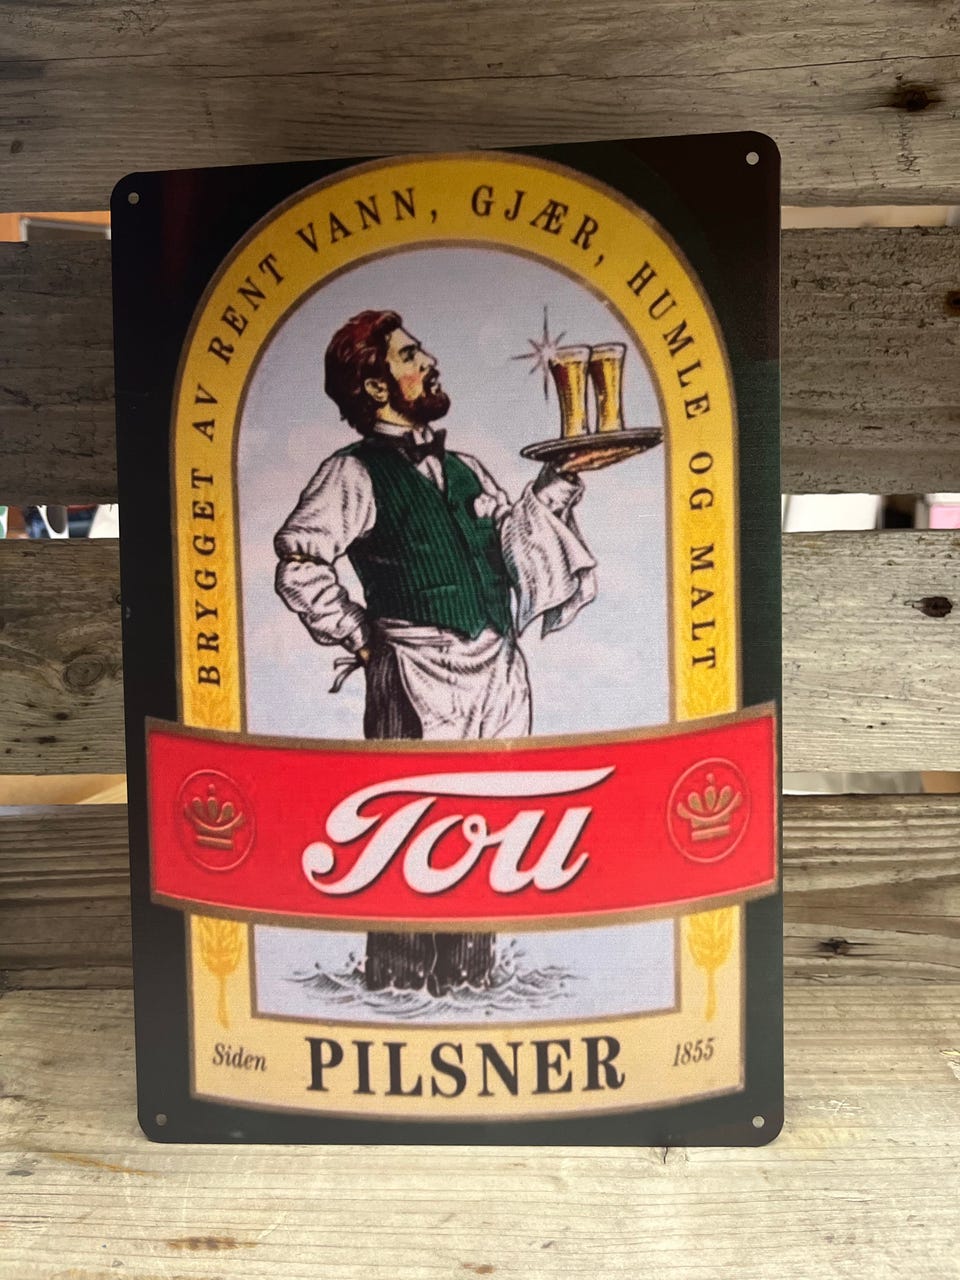 BRYGGET AV RENT VANN, GJÆR, HUMLE OG MALT
Tou
Siden PILSNER 1855